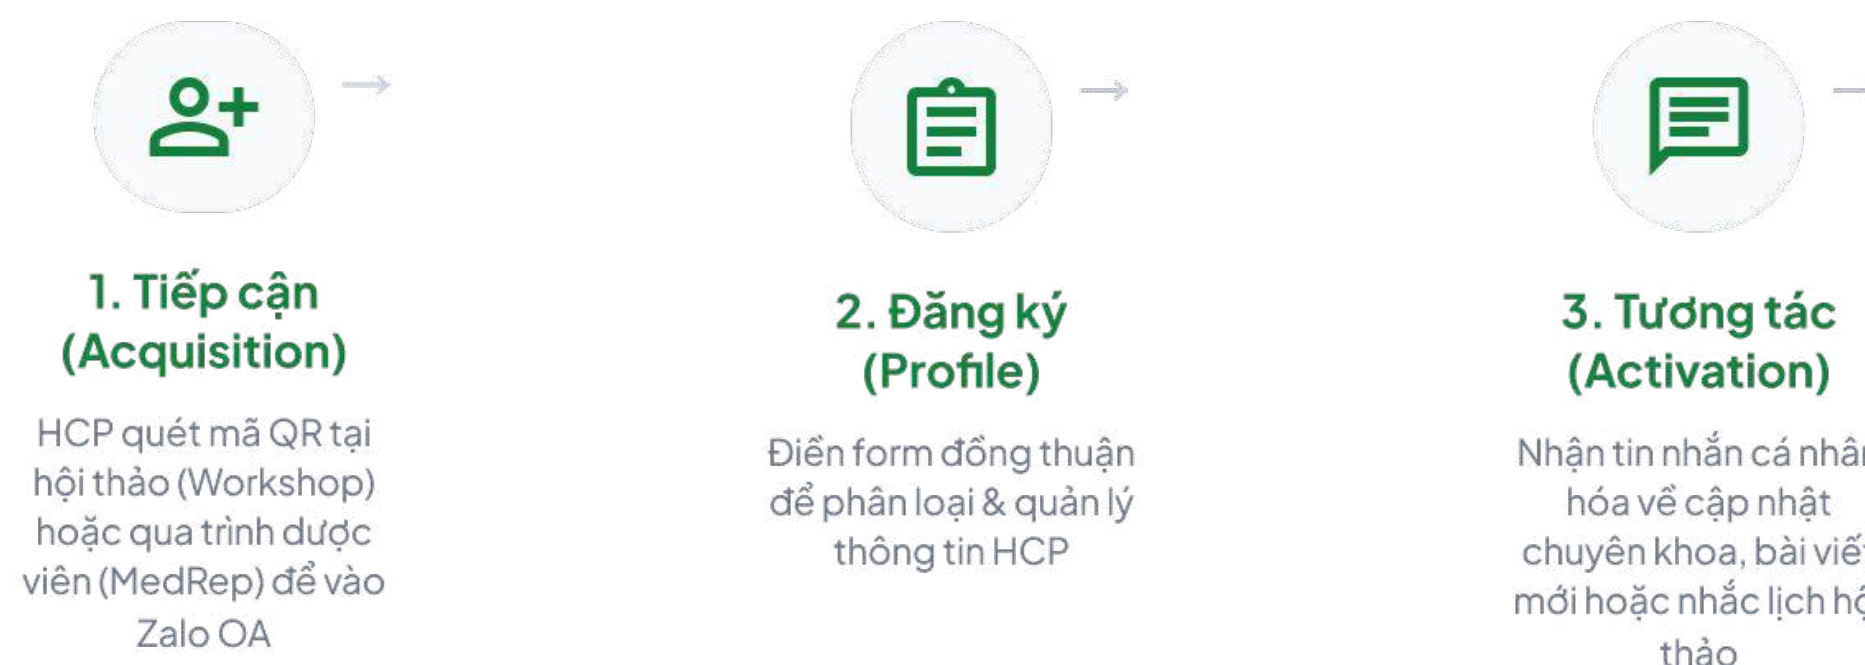 1. Tiếp cận
(Acquisition)
HCP quét mã QR tại
hội thảo (Workshop)
hoặc qua trình dược
viên (MedRep) để vào
Zalo OA
2. Đăng ký
(Profile)
Điền form đồng thuận
để phân loại & quản lý
thông tin HCP
3. Tương tác
(Activation)
Nhận tin nhắn cá nhân
hóa về cập nhật
chuyên khoa, bài viết
mới hoặc nhắc lịch hội
thảo